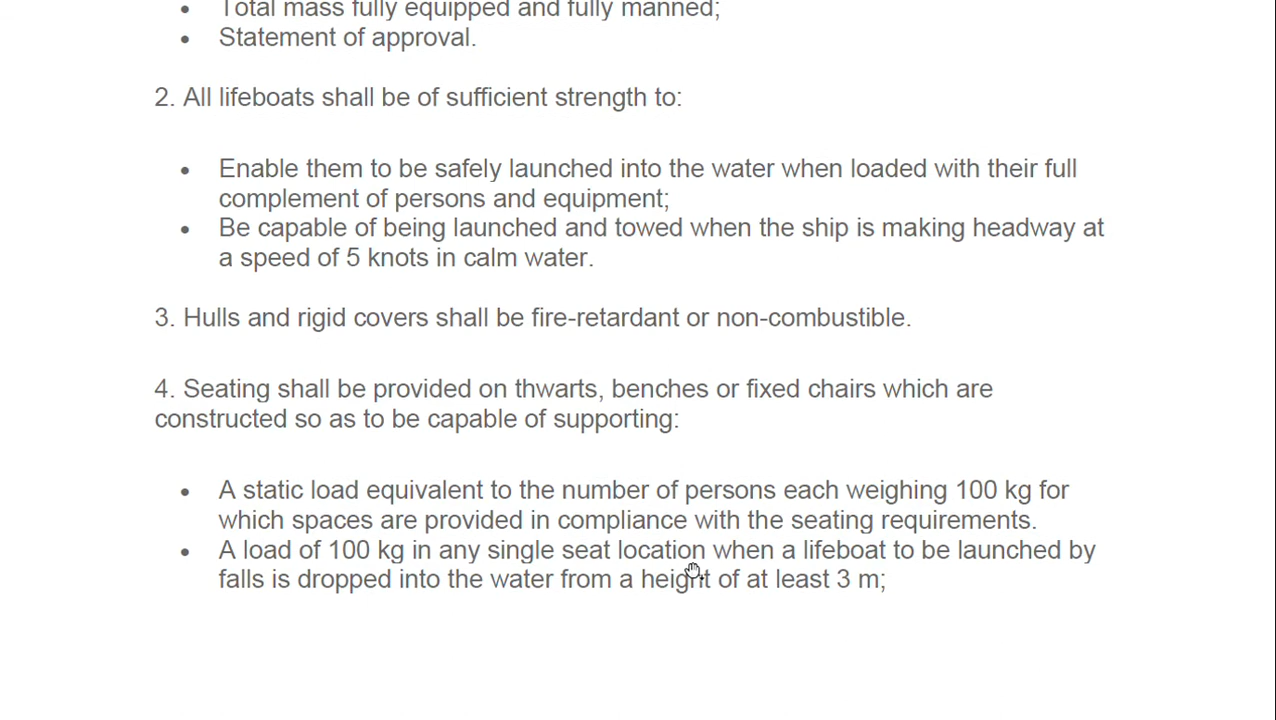 • Total mass fully equipped and fully manned;
• Statement of approval.
2. All lifeboats shall be of sufficient strength to:
• Enable them to be safely launched into the water when loaded with their full
complement of persons and equipment;
• Be capable of being launched and towed when the ship is making headway at
a speed of 5 knots in calm water.
3. Hulls and rigid covers shall be fire-retardant or non-combustible.
4. Seating shall be provided on thwarts, benches or fixed chairs which are
constructed so as to be capable of supporting:
• A static load equivalent to the number of persons each weighing 100 kg for
which spaces are provided in compliance with the seating requirements.
• A load of 100 kg in any single seat location when a lifeboat to be launched by
falls is dropped into the water from a height of at least 3 m;